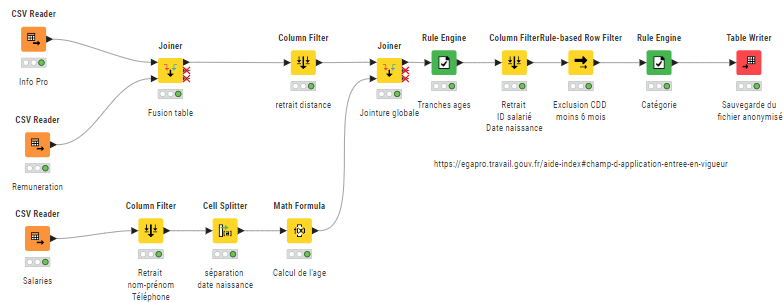 CSV Reader
Info Pro
CSV Reader
Remuneration
Joiner
Fusion table
Column Filter
retrait distance
Joiner
Jointure globale
Rule Engine
Tranches ages
Column Filter
Retrait
ID salarié
Date naissance
Rule-based Row Filter
Exclusion CDD
moins 6 mois
Rule Engine
Catégorie
Table Writer
Sauvegarde du
fichier anonymisé
https://egapro.travail.gouv.fr/aide-index#champ-d-application-entree-en-vigueur
CSV Reader
Salaries
Column Filter
Retrait
nom-prénom
Téléphone
Cell Splitter
séparation
date naissance
Math Formula
f(x)
Calcul de l'age